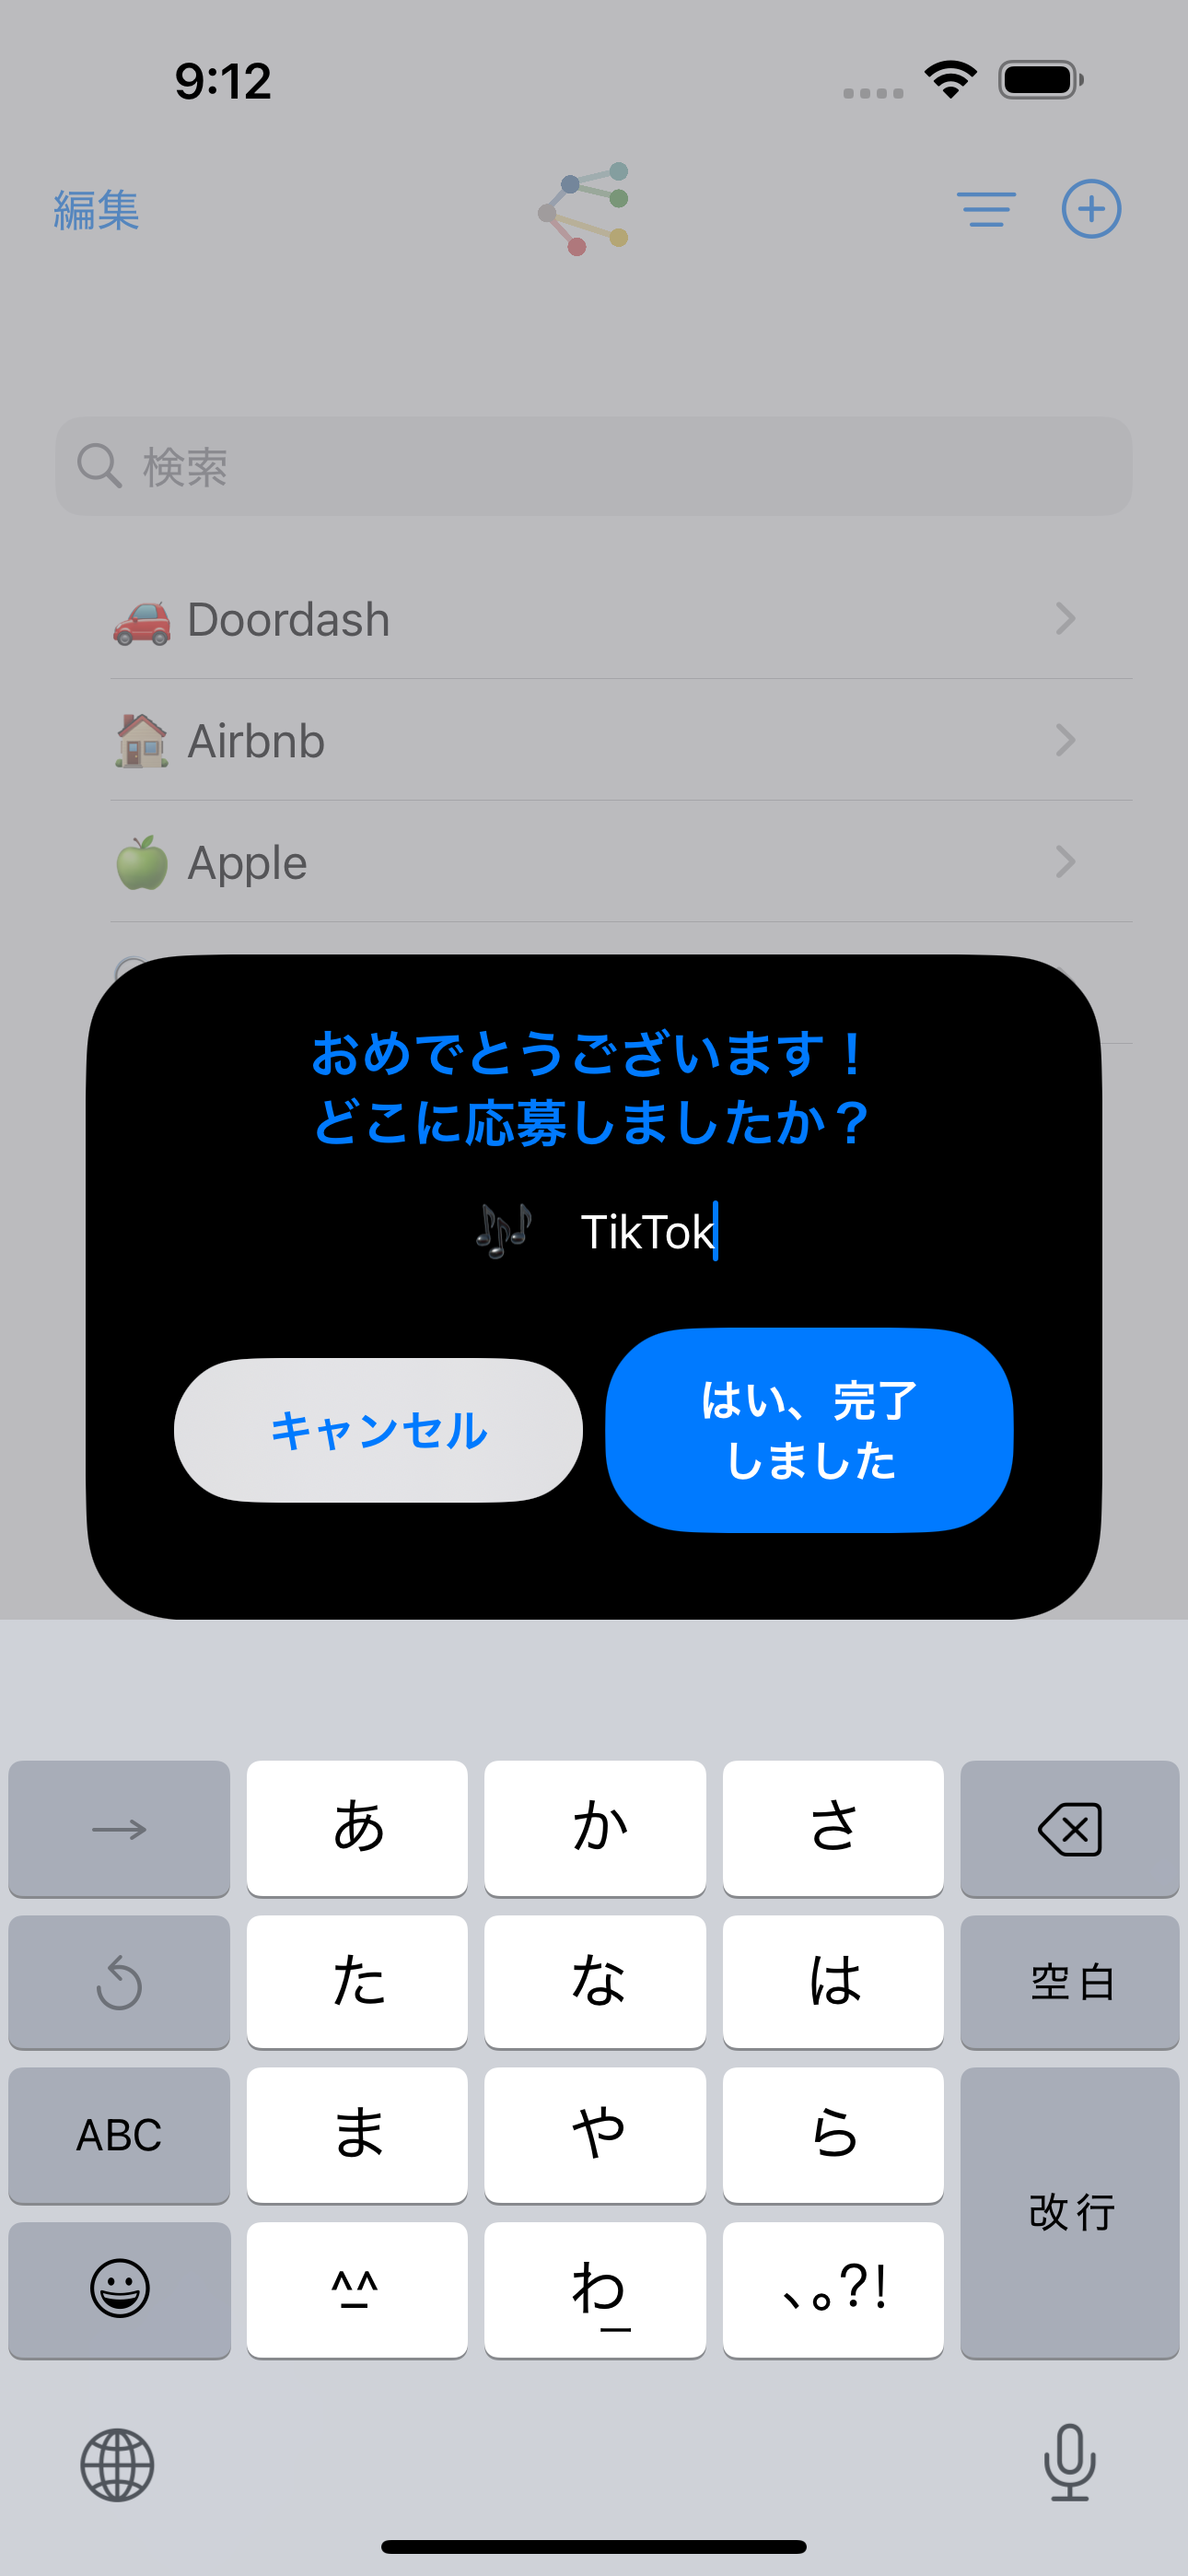 9:12
編集
検索
Doordash
Airbnb
Apple
おめでとうございます！
どこに応募しましたか？
TikTok
キャンセル
はい、完了
しました
あ
か
さ
た
な
は
空白
ABC
ま
や
ら
改行
^_^
わ
､｡?!